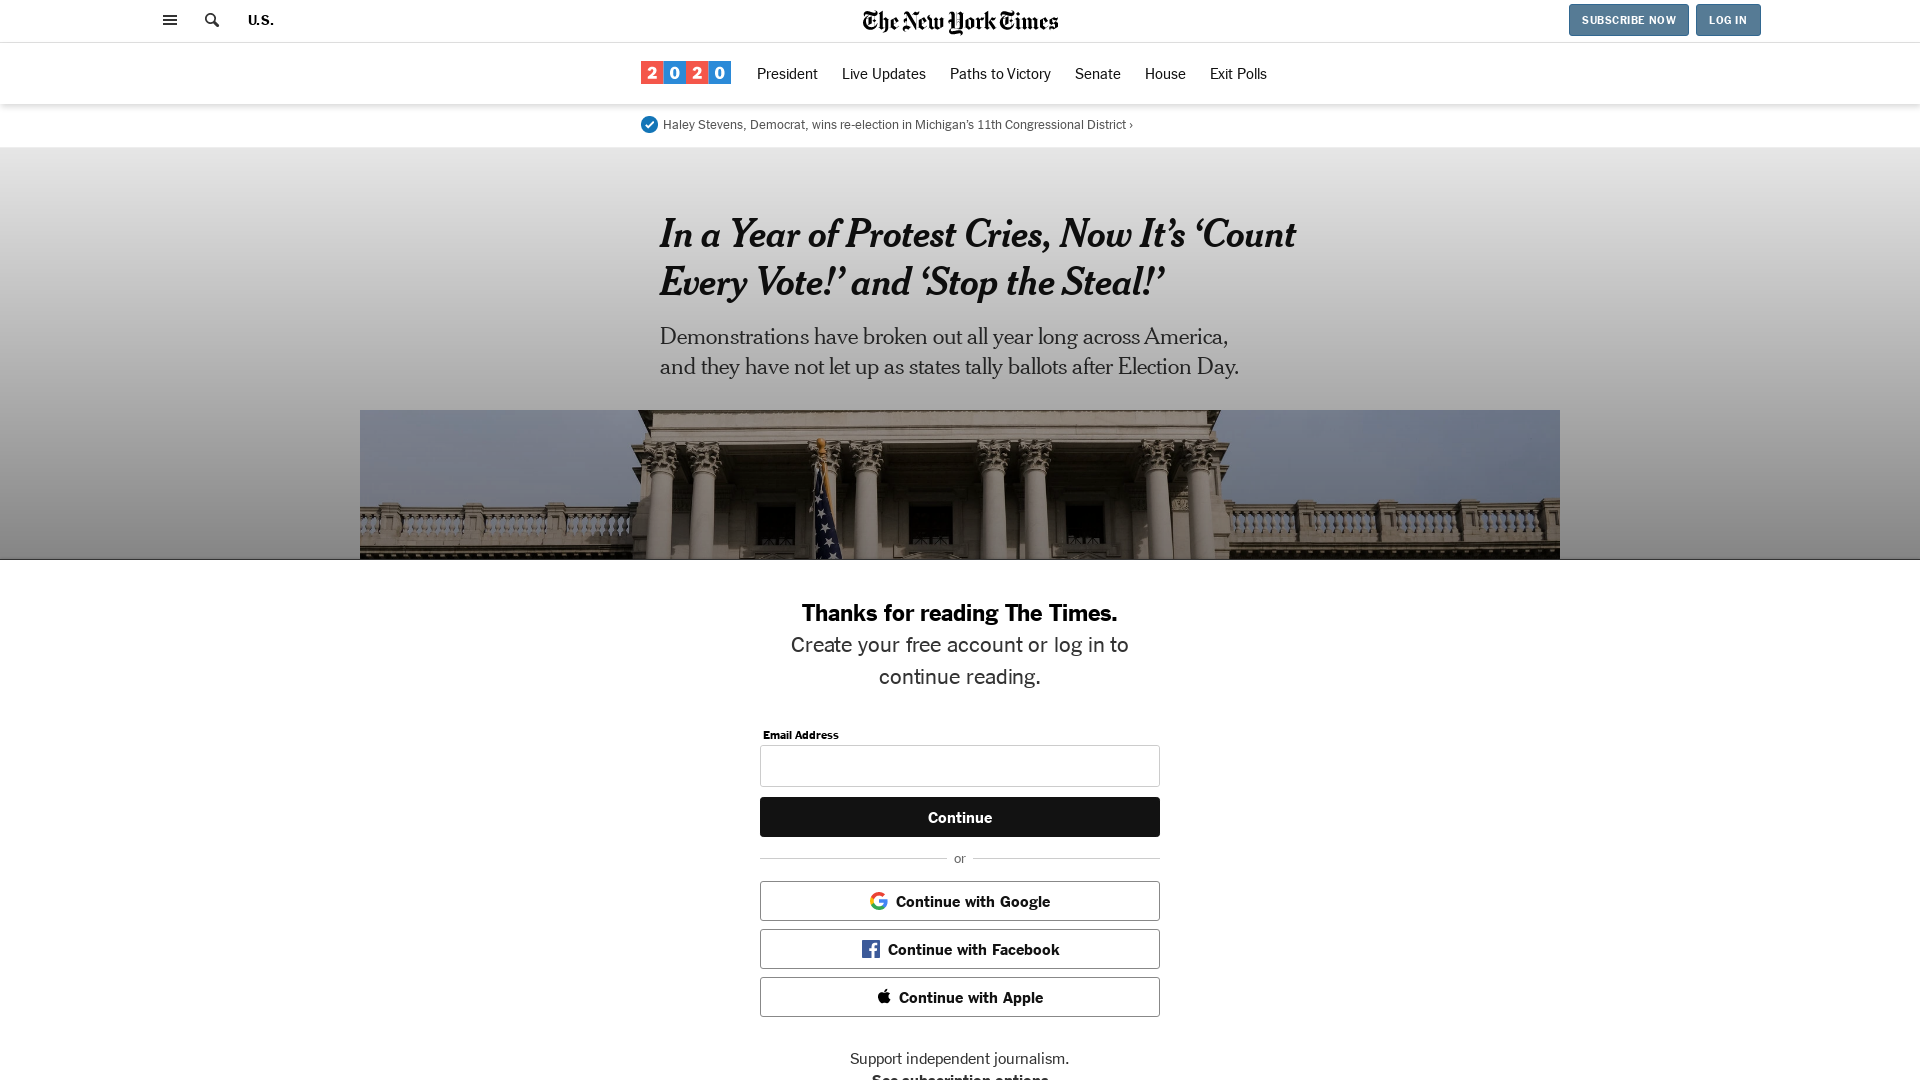 U.S.
The New York Times
SUBSCRIBE NOW
LOG IN
2020
President
Live Updates
Paths to Victory
Senate
House
Exit Polls
Haley Stevens, Democrat, wins re-election in Michigan’s 11th Congressional District ›
In a Year of Protest Cries, Now It’s ‘Count
Every Vote!’ and ‘Stop the Steal!’
Demonstrations have broken out all year long across America,
and they have not let up as states tally ballots after Election Day.
Thanks for reading The Times.
Create your free account or log in to
continue reading.
Email Address
Continue
or
Continue with Google
Continue with Facebook
Continue with Apple
Support independent journalism.
See subscription options